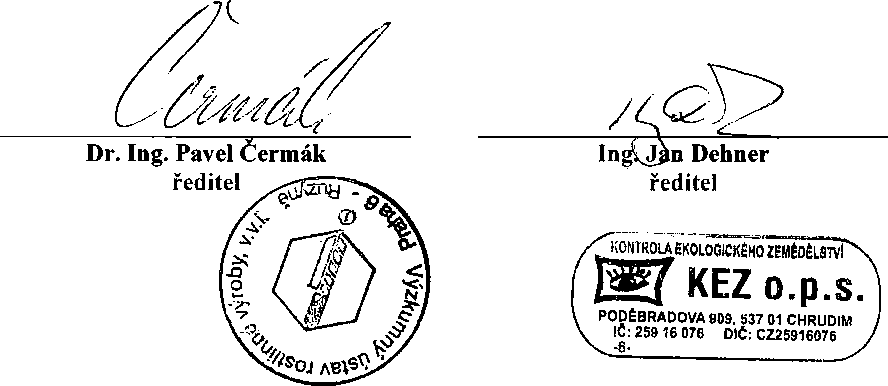 Čermák
Dr. Ing. Pavel Čermák
ředitel
Výzkumný ústav rostlinné výroby, v.v.i.
Praha 6 - Ruzyně
1
Ing. Jan Dehner
ředitel
KONTROLA EKOLOGICKÉHO ZEMĚDĚLSTVÍ
KEZ o.p.s.
PODĚBRADOVA 909, 537 01 CHRUDIM
IČ: 259 16 076 DIČ: CZ25916076
-6-